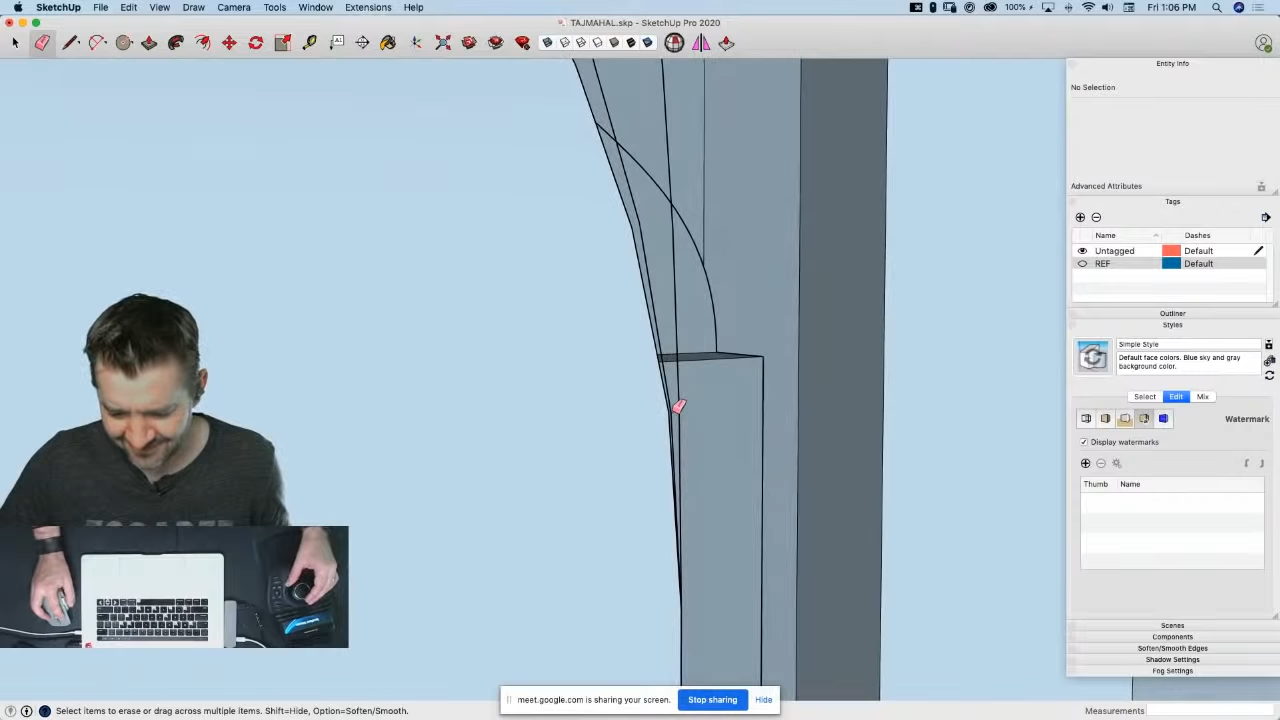 SketchUp File Edit View Draw Camera Tools Window Extensions Help 100% Fri 1:06 PM
TAJMAHAL.skp - SketchUp Pro 2020
Entity Info
No Selection
Advanced Attributes
Tags
Name Dashes
Untagged Default
REF Default
Outliner
Styles
Simple Style
Default face colors. Blue sky and gray
background color.
Select Edit Mix
Watermark
Display watermarks
Thumb Name
Scenes
Components
Soften/Smooth Edges
Shadow Settings
Fog Settings
meet.google.com is sharing your screen. Stop sharing Hide
Select items to erase or drag across multiple items. Shift=Hide, Option=Soften/Smooth. Measurements